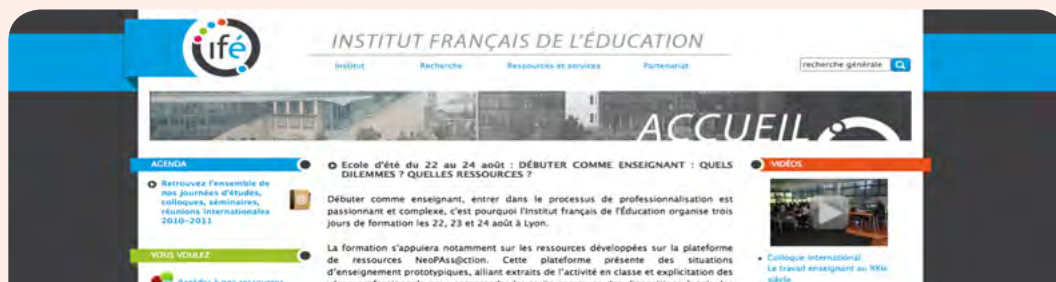 ifé
INSTITUT FRANÇAIS DE L'ÉDUCATION
Institut Recherche Ressources et services Partenariat
recherche générale
ACCUEIL
AGENDA
Retrouvez l'ensemble de
nos journées d'études,
colloques, séminaires,
réunions internationales
2010-2011
VOUS VOULEZ
accéder à nos ressources
Ecole d'été du 22 au 24 août : DÉBUTER COMME ENSEIGNANT : QUELS
DILEMMES ? QUELLES RESSOURCES ?
Débuter comme enseignant, entrer dans le processus de professionnalisation est
passionnant et complexe, c'est pourquoi l'Institut français de l'Éducation organise trois
jours de formation les 22, 23 et 24 août à Lyon.
La formation s'appuiera notamment sur les ressources développées sur la plateforme
de ressources NeoPAss@ction. Cette plateforme présente des situations
d'enseignement prototypiques, alliant extraits de l'activité en classe et explicitation des
VIDÉOS
Colloque international
Le travail enseignant au XXIe
siècle